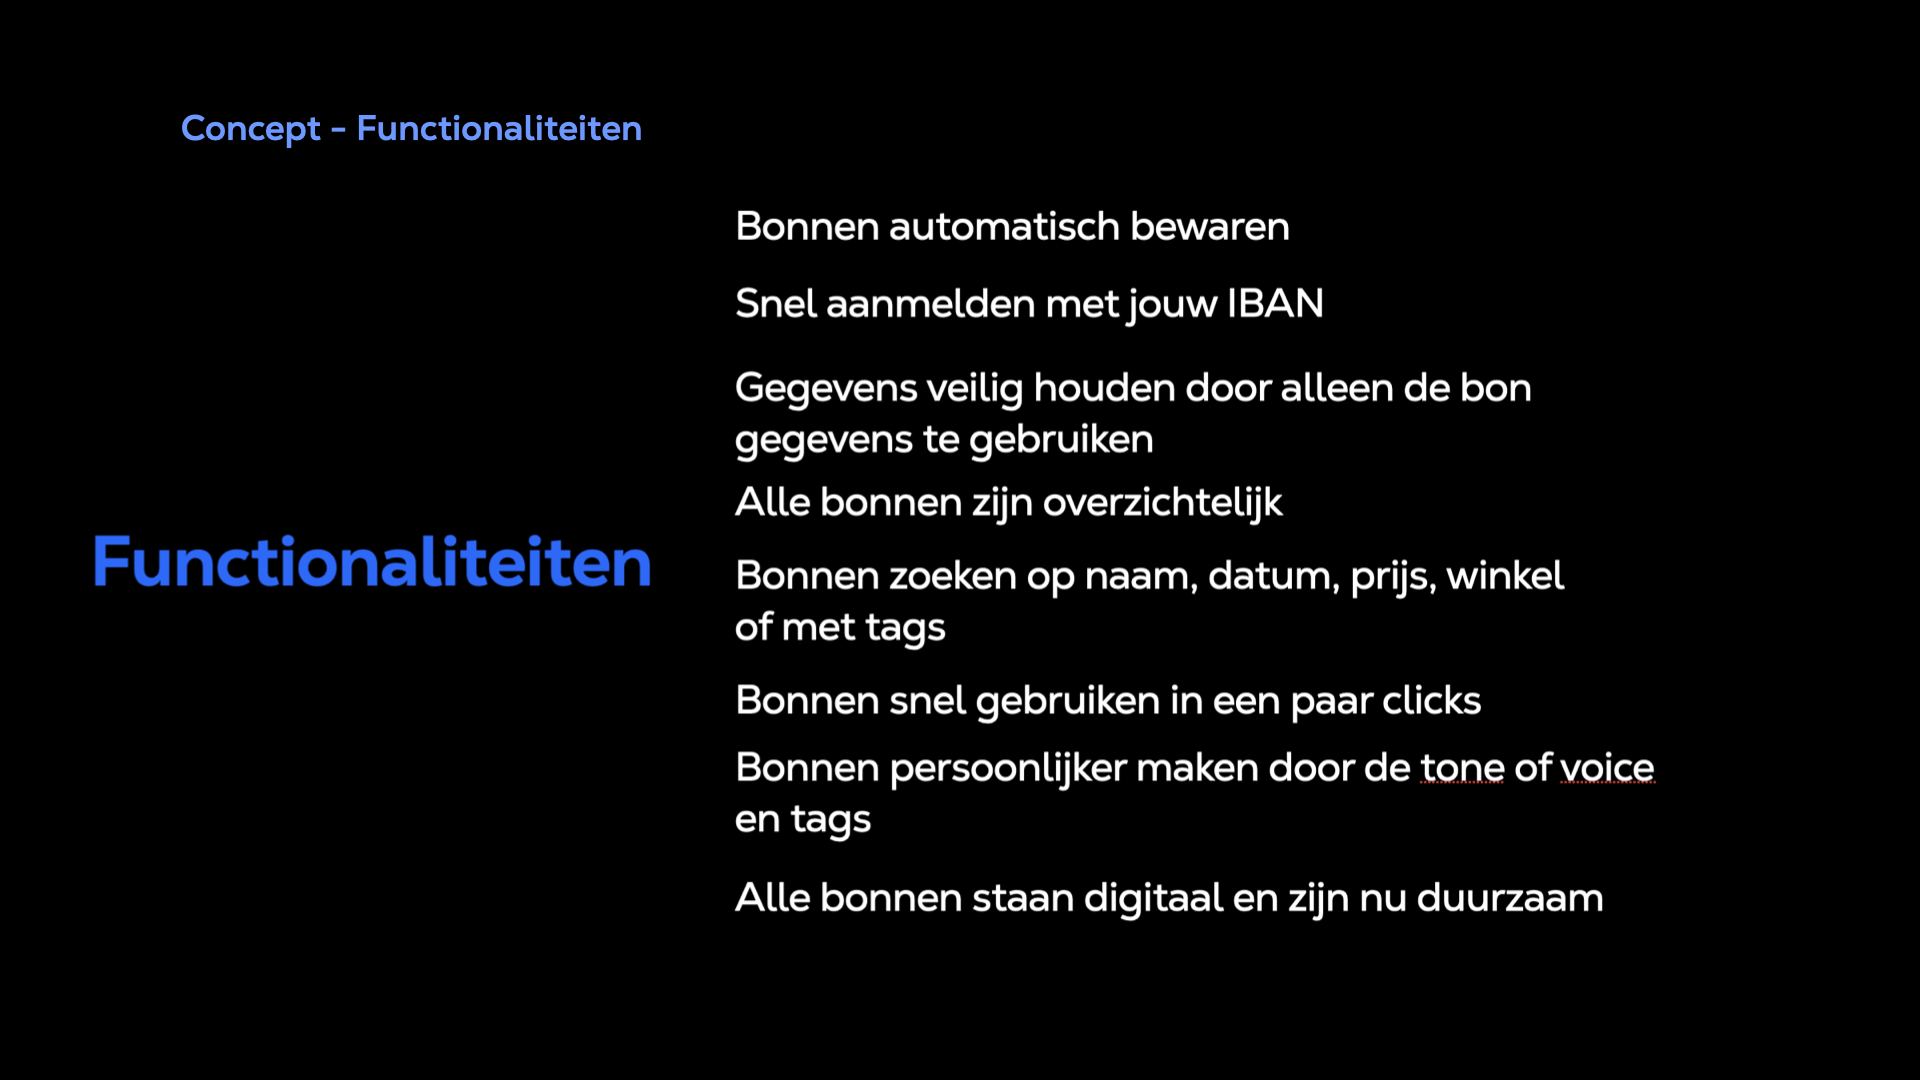 Concept - Functionaliteiten
Functionaliteiten
Bonnen automatisch bewaren
Snel aanmelden met jouw IBAN
Gegevens veilig houden door alleen de bon
gegevens te gebruiken
Alle bonnen zijn overzichtelijk
Bonnen zoeken op naam, datum, prijs, winkel
of met tags
Bonnen snel gebruiken in een paar clicks
Bonnen persoonlijker maken door de tone of voice
en tags
Alle bonnen staan digitaal en zijn nu duurzaam